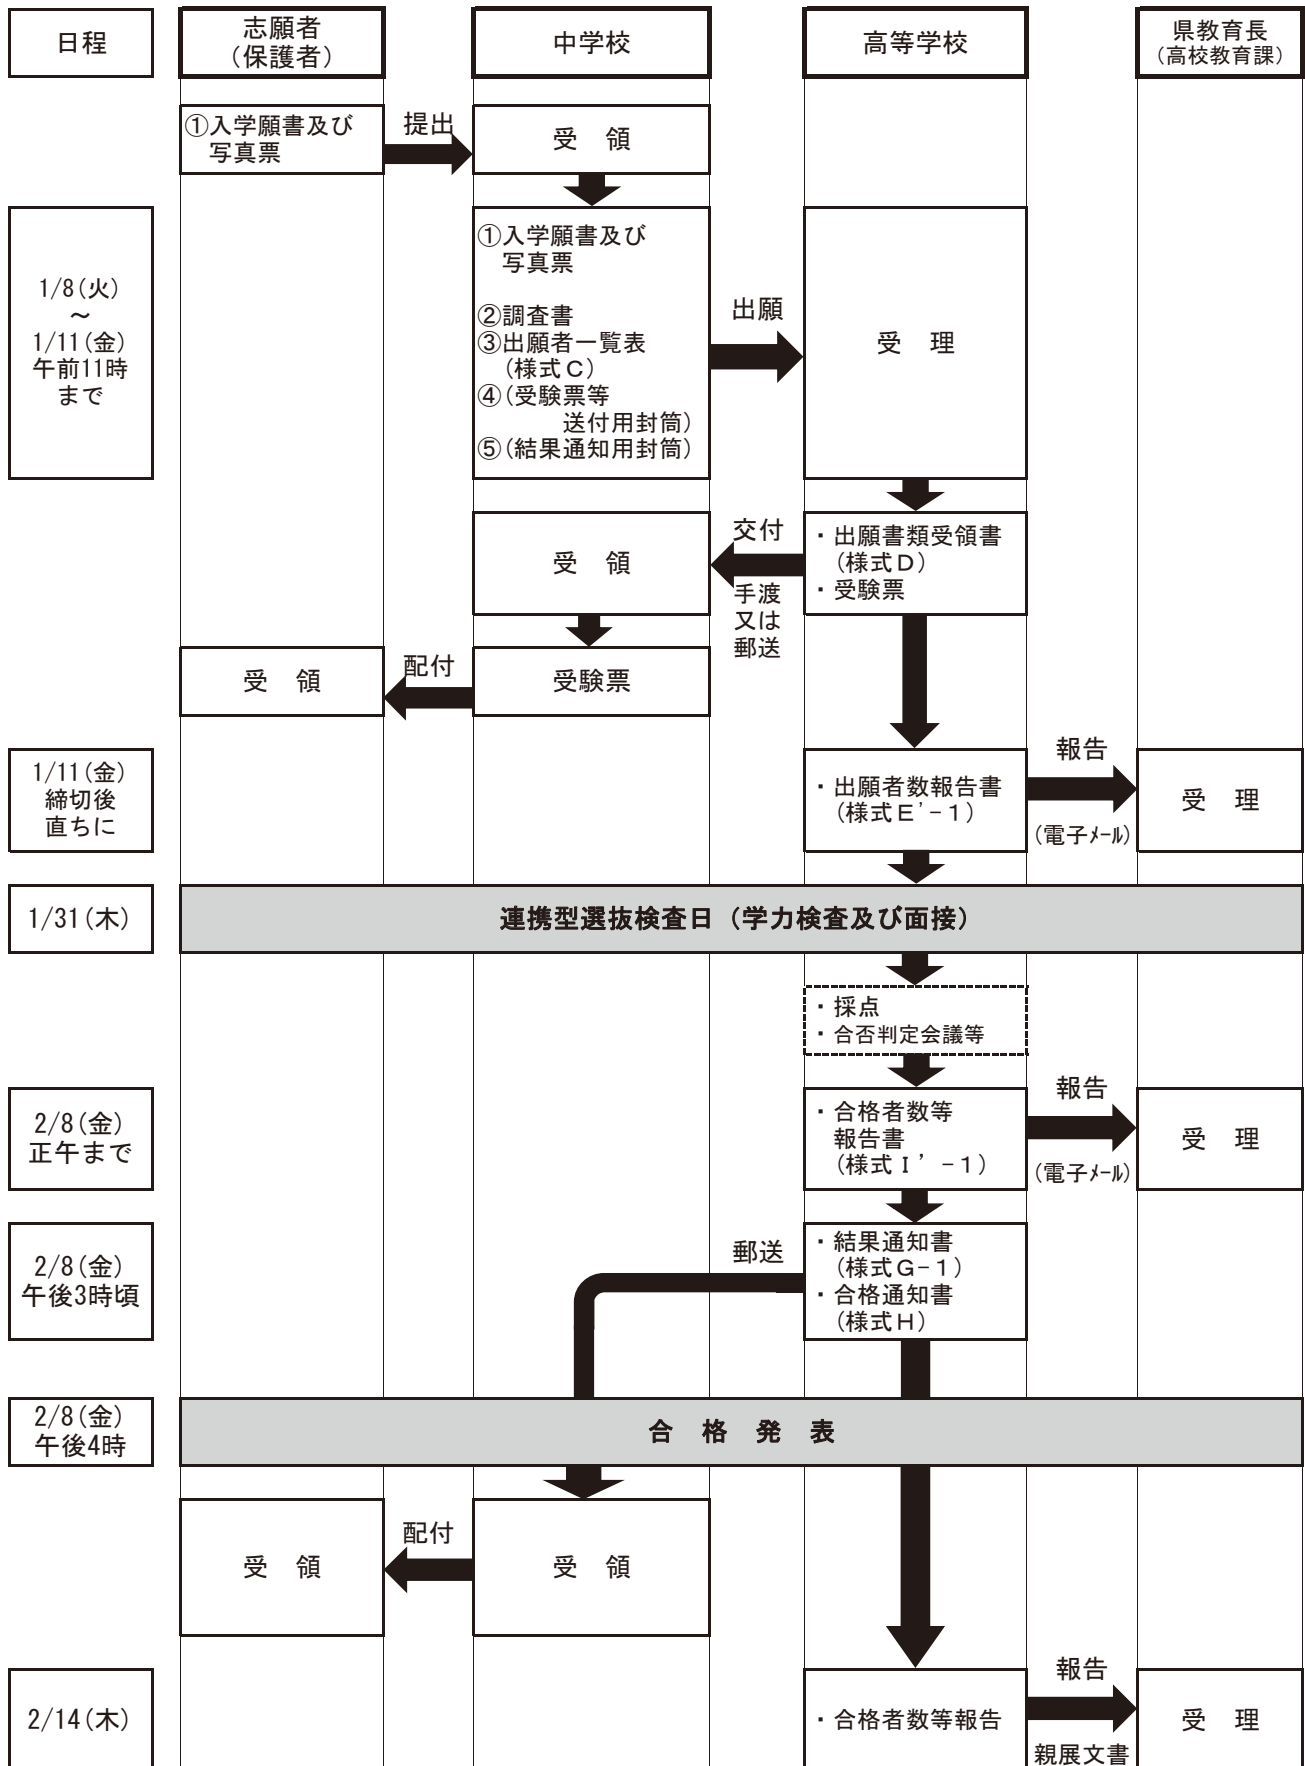 日程
志願者
(保護者)
中学校
高等学校
県教育長
(高校教育課)
①入学願書及び
写真票
提出
受 領
1/8(火)
～
1/11(金)
午前11時
まで
①入学願書及び
写真票
②調査書
③出願者一覧表
(様式C)
④(受験票等
送付用封筒)
⑤(結果通知用封筒)
出願
受 理
受 領
交付
手渡
又は
郵送
・出願書類受領書
(様式D)
・受験票
受 領
配付
受験票
1/11(金)
締切後
直ちに
・出願者数報告書
(様式E'-1)
報告
(電子メール)
受 理
1/31(木)
連携型選抜検査日(学力検査及び面接)
・採点
・合否判定会議等
2/8(金)
正午まで
・合格者数等
報告書
(様式I'-1)
報告
(電子メール)
受 理
2/8(金)
午後3時頃
郵送
・結果通知書
(様式G-1)
・合格通知書
(様式H)
2/8(金)
午後4時
合 格 発 表
受 領
配付
受 領
2/14(木)
・合格者数等報告
報告
親展文書
受 理